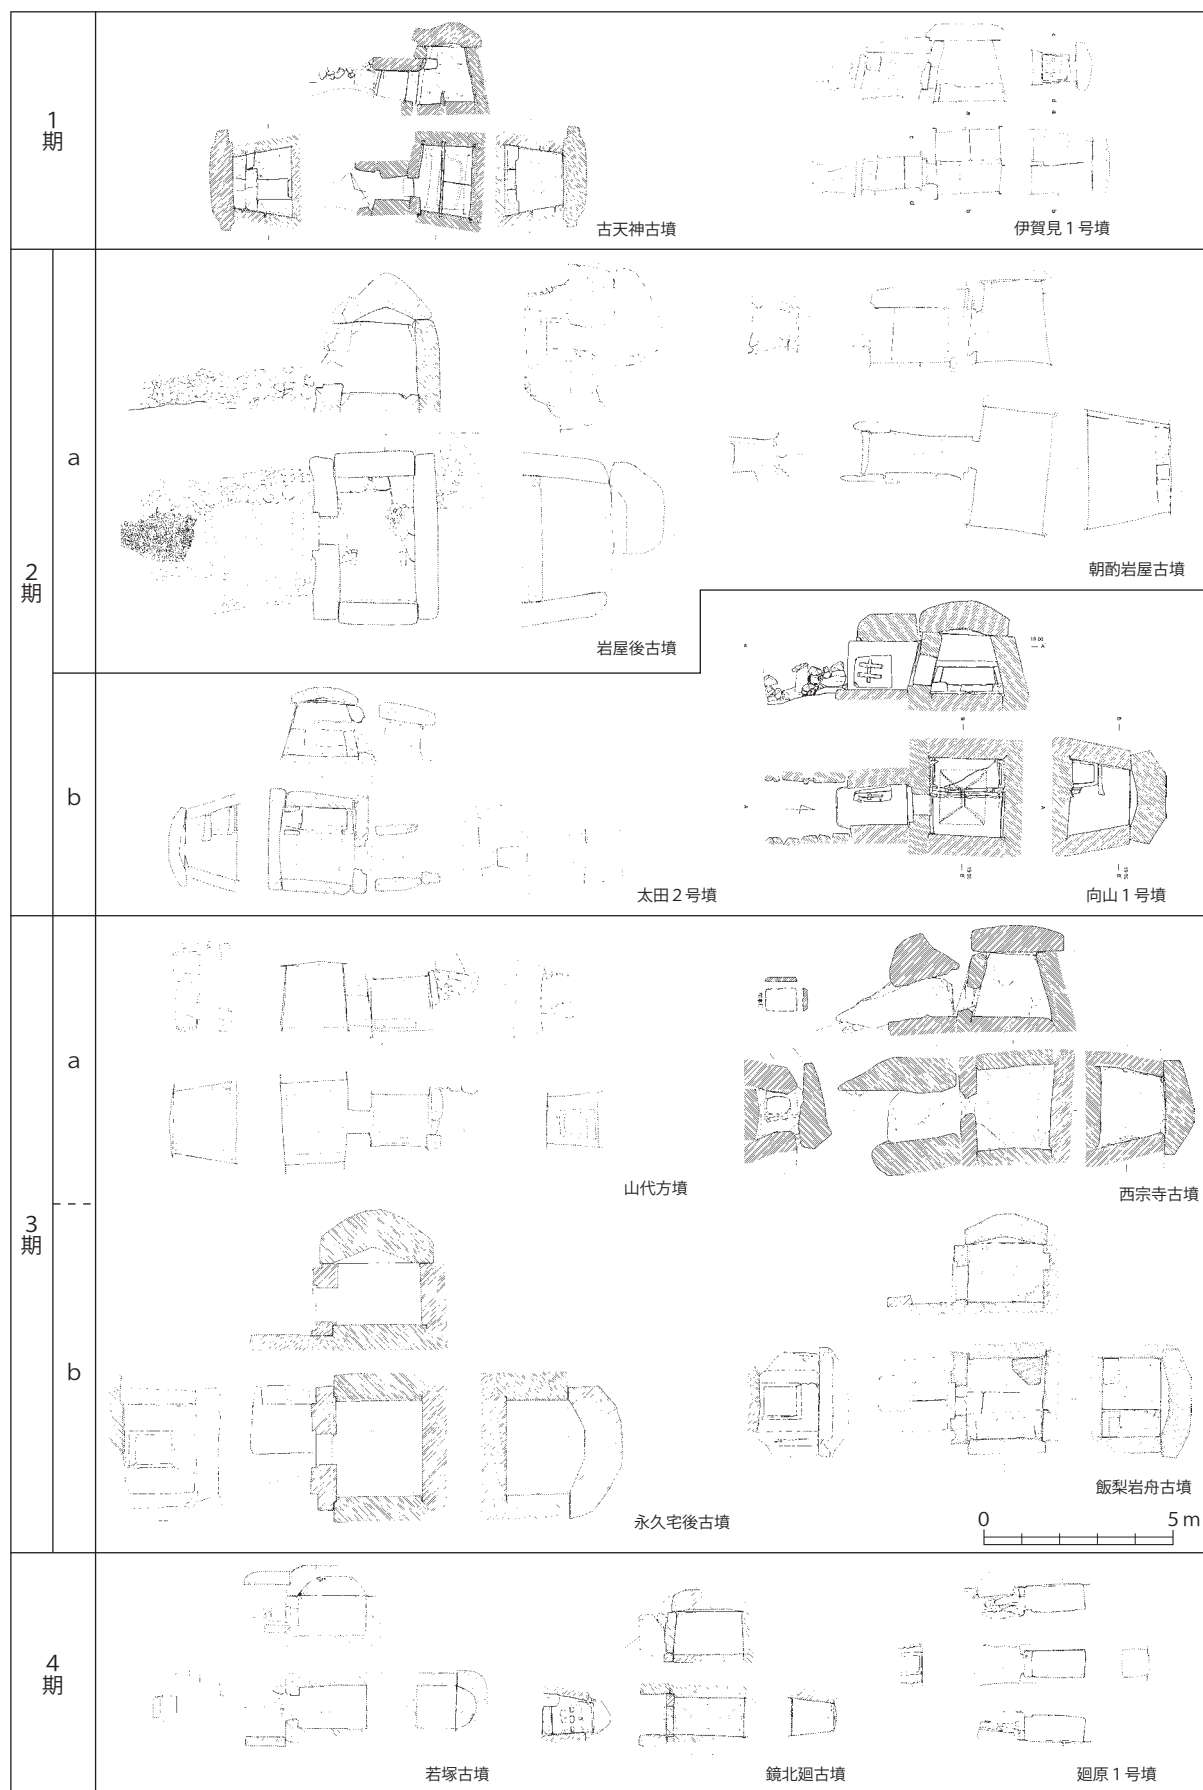 1期
古天神古墳
伊賀見1号墳
2期
a
岩屋後古墳
朝酌岩屋古墳
b
太田2号墳
向山1号墳
3期
a
山代方墳
西宗寺古墳
b
永久宅後古墳
飯梨岩舟古墳
0 5m
4期
若塚古墳
鏡北廻古墳
廻原1号墳